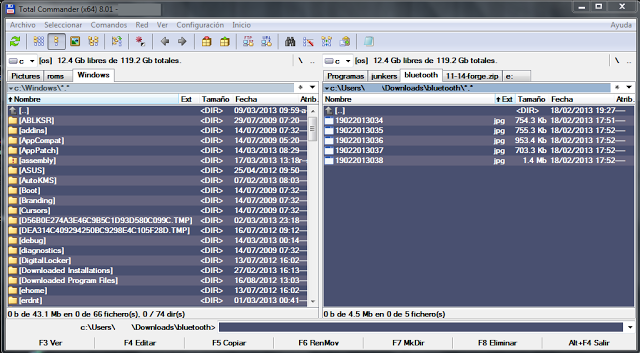 Total Commander (x64) 8.01 -
Archivo Seleccionar Comandos Red Ver Configuración Inicio Ayuda
c [os] 12.4 Gb libres de 119.2 Gb totales. \ ..
c [os] 12.4 Gb libres de 119.2 Gb totales. \ ..
Pictures roms Windows
Programas junkers bluetooth 11-14forge.zip e:
c:\Windows\*.*
c:\Users\ \Downloads\bluetooth\*.*
Nombre Ext Tamaño Fecha Atrib.
[..] <DIR> 09/03/2013 09:59-a-
[ABLKSR] <DIR> 29/07/2009 07:20—
[addins] <DIR> 14/07/2009 07:32—
[AppCompat] <DIR> 14/07/2009 05:20—
[AppPatch] <DIR> 14/03/2013 08:29—
[assembly] <DIR> 17/03/2013 13:18r
[ASUS] <DIR> 25/04/2012 09:50—
[AutoKMS] <DIR> 07/02/2013 08:03—
[Boot] <DIR> 14/07/2009 07:32—
[Branding] <DIR> 14/07/2009 07:32—
[Cursors] <DIR> 14/07/2009 07:32—
[D56B0E274A3E46C9B5C1D93D580C099C.TMP] <DIR> 02/03/2013 23:18—
[DEA314C409294250BC9298E4C105F28D.TMP] <DIR> 16/07/2012 09:12—
[debug] <DIR> 14/03/2013 00:14—
[diagnostics] <DIR> 14/07/2009 07:32—
[DigitalLocker] <DIR> 13/07/2012 16:02—
[Downloaded Installations] <DIR> 27/02/2013 16:13—
[Downloaded Program Files] <DIR> 16/08/2012 13:03—
[ehome] <DIR> 13/07/2012 16:02—
[erdnt] <DIR> 01/03/2013 00:41—
0 b de 43.1 Mb en 0 de 66 fichero(s), 0 / 74 dir(s)
Nombre Ext Tamaño Fecha Atrib.
[..] <DIR> 18/02/2013 19:27—
19022013034 jpg 754.3 Kb 18/02/2013 17:51—
19022013035 jpg 756.3 Kb 18/02/2013 17:52—
19022013036 jpg 953.4 Kb 18/02/2013 17:52—
19022013037 jpg 703.3 Kb 18/02/2013 17:52—
19022013038 jpg 1.4 Mb 18/02/2013 17:52—
0 b de 4.5 Mb en 0 de 5 fichero(s)
c:\Users\ \Downloads\bluetooth>
F3 Ver F4 Editar F5 Copiar F6 RenMov F7 MkDir F8 Eliminar Alt+F4 Salir